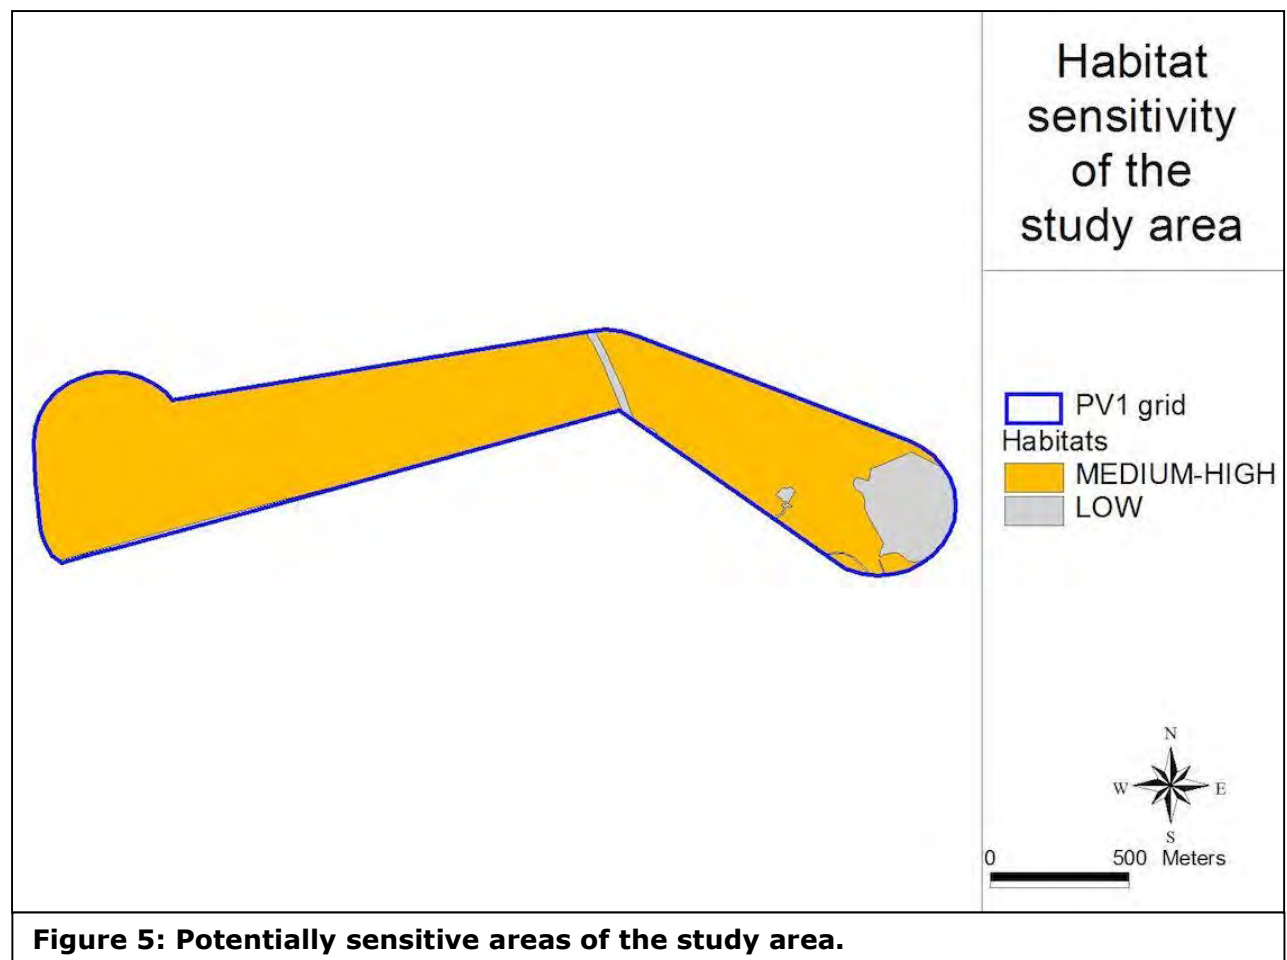 Habitat
sensitivity
of the
study area
PV1 grid
Habitats
MEDIUM-HIGH
LOW
N
W E
S
0 500 Meters
Figure 5: Potentially sensitive areas of the study area.